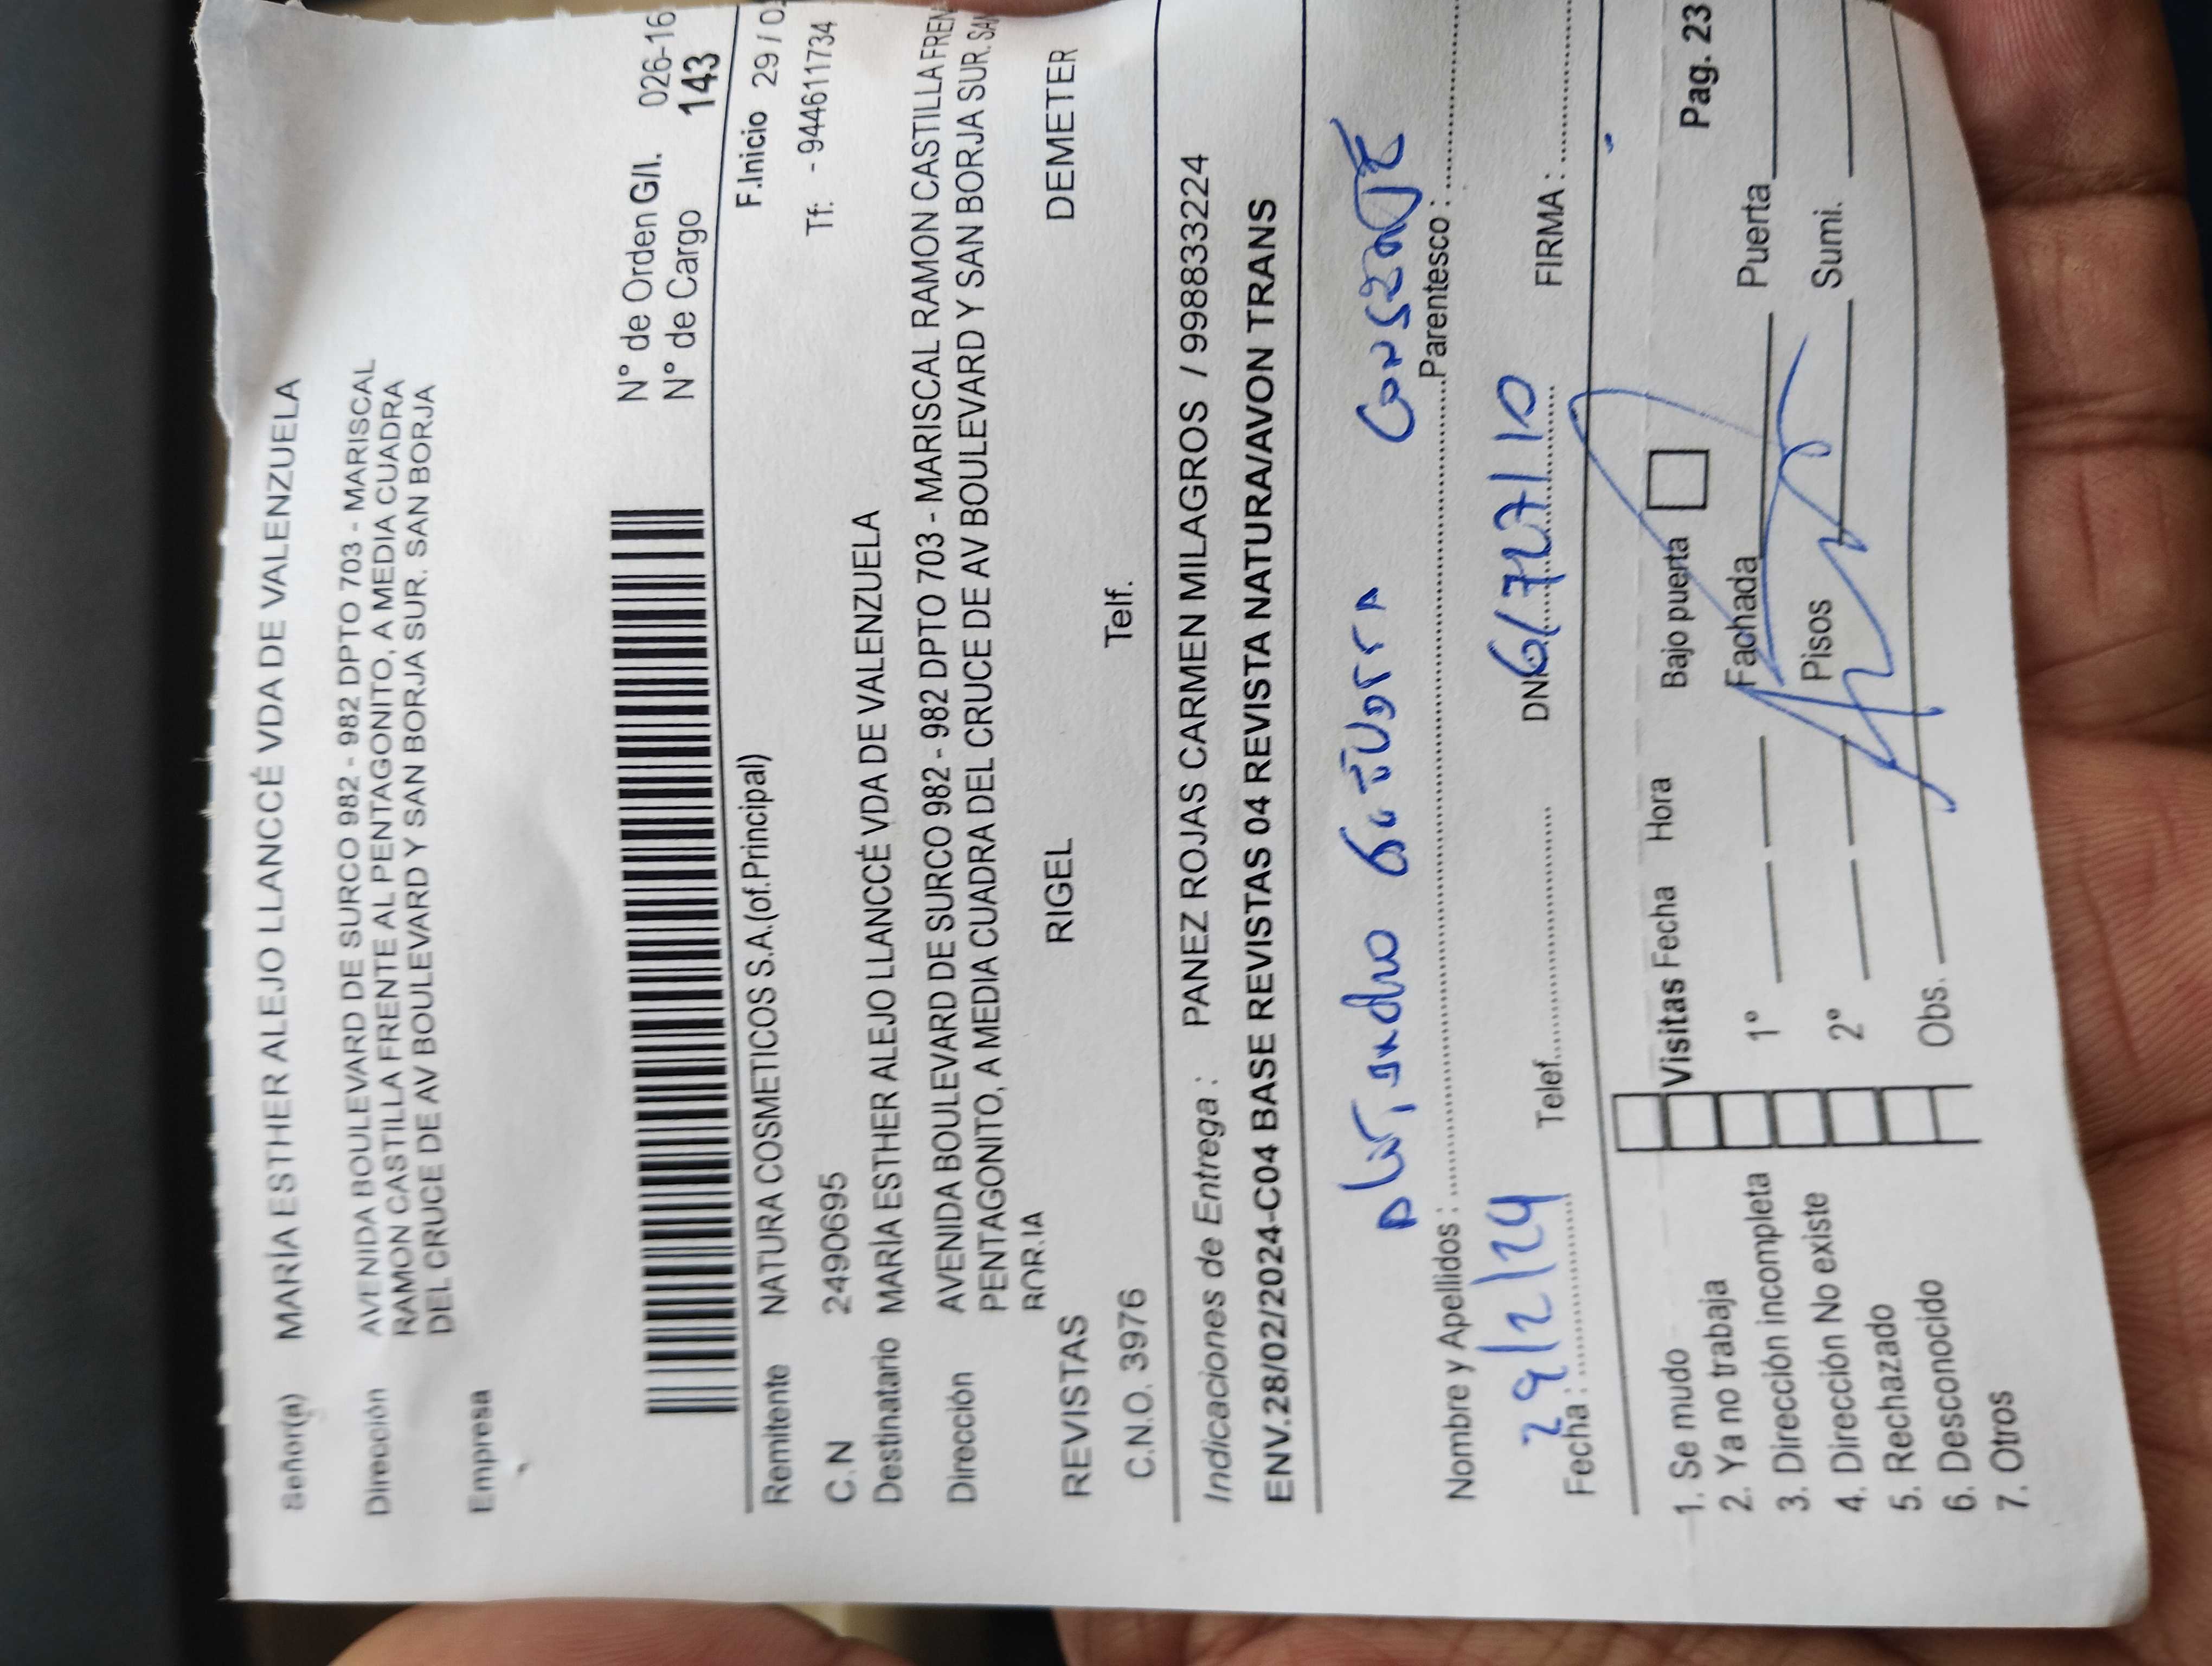 Señor(a) MARÍA ESTHER ALEJO LLANCCÉ VDA DE VALENZUELA
Dirección AVENIDA BOULEVARD DE SURCO 982 - 982 DPTO 703 - MARISCAL
RAMON CASTILLA FRENTE AL PENTAGONITO, A MEDIA CUADRA
DEL CRUCE DE AV BOULEVARD Y SAN BORJA SUR. SAN BORJA
Empresa
N° de Orden G/I. 026-16
N° de Cargo 143
Remitente NATURA COSMETICOS S.A.(of.Principal) F.Inicio 29 / 0
C.N 2490695 Tf: - 944611734
Destinatario MARÍA ESTHER ALEJO LLANCCÉ VDA DE VALENZUELA
Dirección AVENIDA BOULEVARD DE SURCO 982 - 982 DPTO 703 - MARISCAL RAMON CASTILLA FREN
PENTAGONITO, A MEDIA CUADRA DEL CRUCE DE AV BOULEVARD Y SAN BORJA SUR. SAN
BORJA
REVISTAS RIGEL DEMETER
C.N.O. 3976 Telf.
Indicaciones de Entrega : PANEZ ROJAS CARMEN MILAGROS / 998833224
ENV.28/02/2024-C04 BASE REVISTAS 04 REVISTA NATURA/AVON TRANS
Nombre y Apellidos : Parentesco :
29/2/24
Fecha : Telef. DNI FIRMA :
1. Se mudo
2. Ya no trabaja
3. Dirección incompleta
4. Dirección No existe
5. Rechazado
6. Desconocido
7. Otros
Visitas Fecha Hora Bajo puerta Pag. 23
1° Fachada Puerta
2° Pisos Sumi.
Obs.